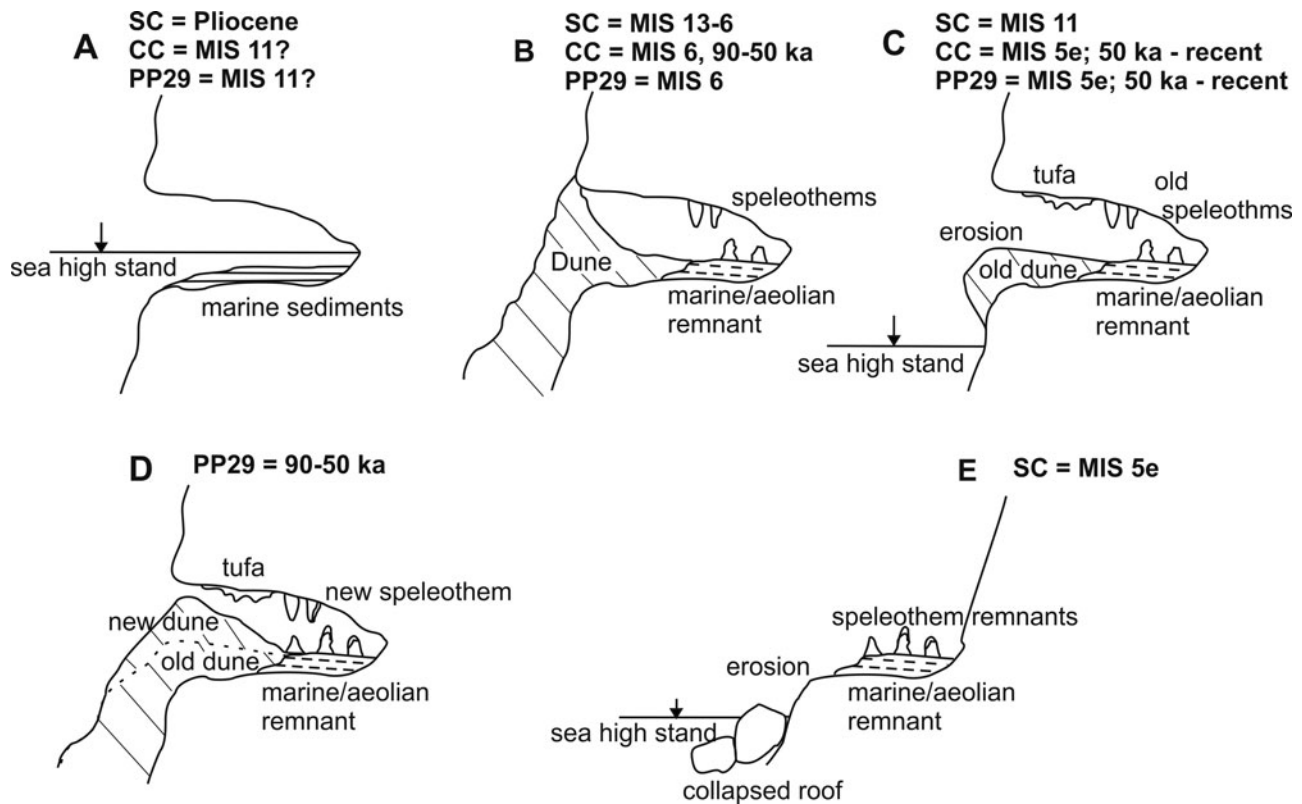 A
SC = Pliocene
CC = MIS 11?
PP29 = MIS 11?
sea high stand
marine sediments
B
SC = MIS 13-6
CC = MIS 6, 90-50 ka
PP29 = MIS 6
speleothems
Dune
marine/aeolian
remnant
C
SC = MIS 11
CC = MIS 5e; 50 ka - recent
PP29 = MIS 5e; 50 ka - recent
tufa
old
speleothms
erosion
old dune
marine/aeolian
remnant
sea high stand
D
PP29 = 90-50 ka
tufa
new speleothem
new dune
old dune
marine/aeolian
remnant
E
SC = MIS 5e
speleothem remnants
erosion
marine/aeolian
remnant
sea high stand
collapsed roof